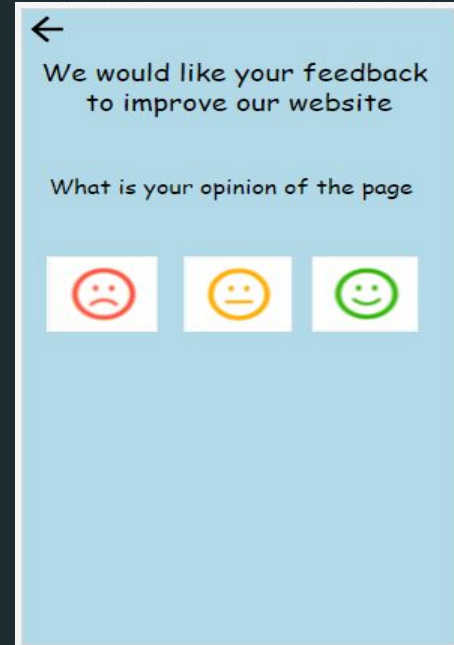 We would like your feedback
to improve our website
What is your opinion of the page